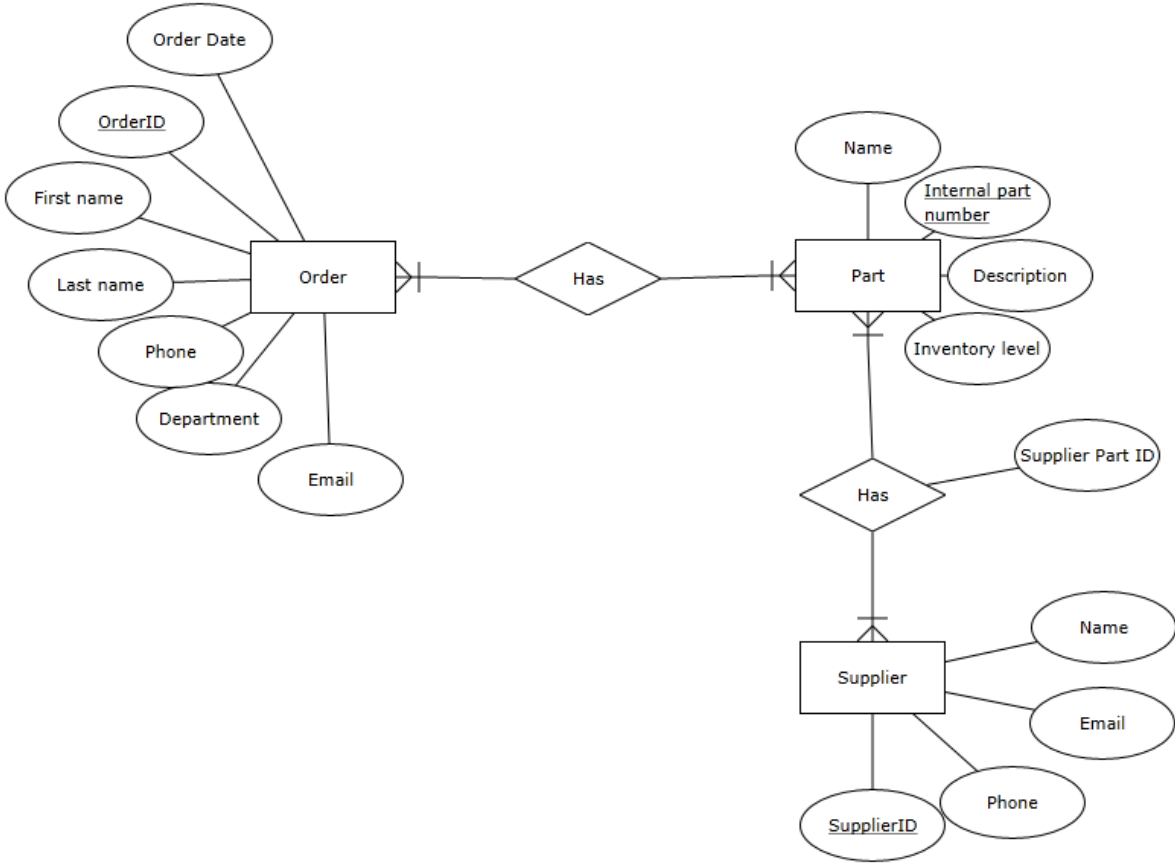 Order Date
OrderID
First name
Last name
Phone
Department
Email
Order
Has
Name
Internal part
number
Part
Description
Inventory level
Supplier Part ID
Has
Name
Supplier
Email
Phone
SupplierID